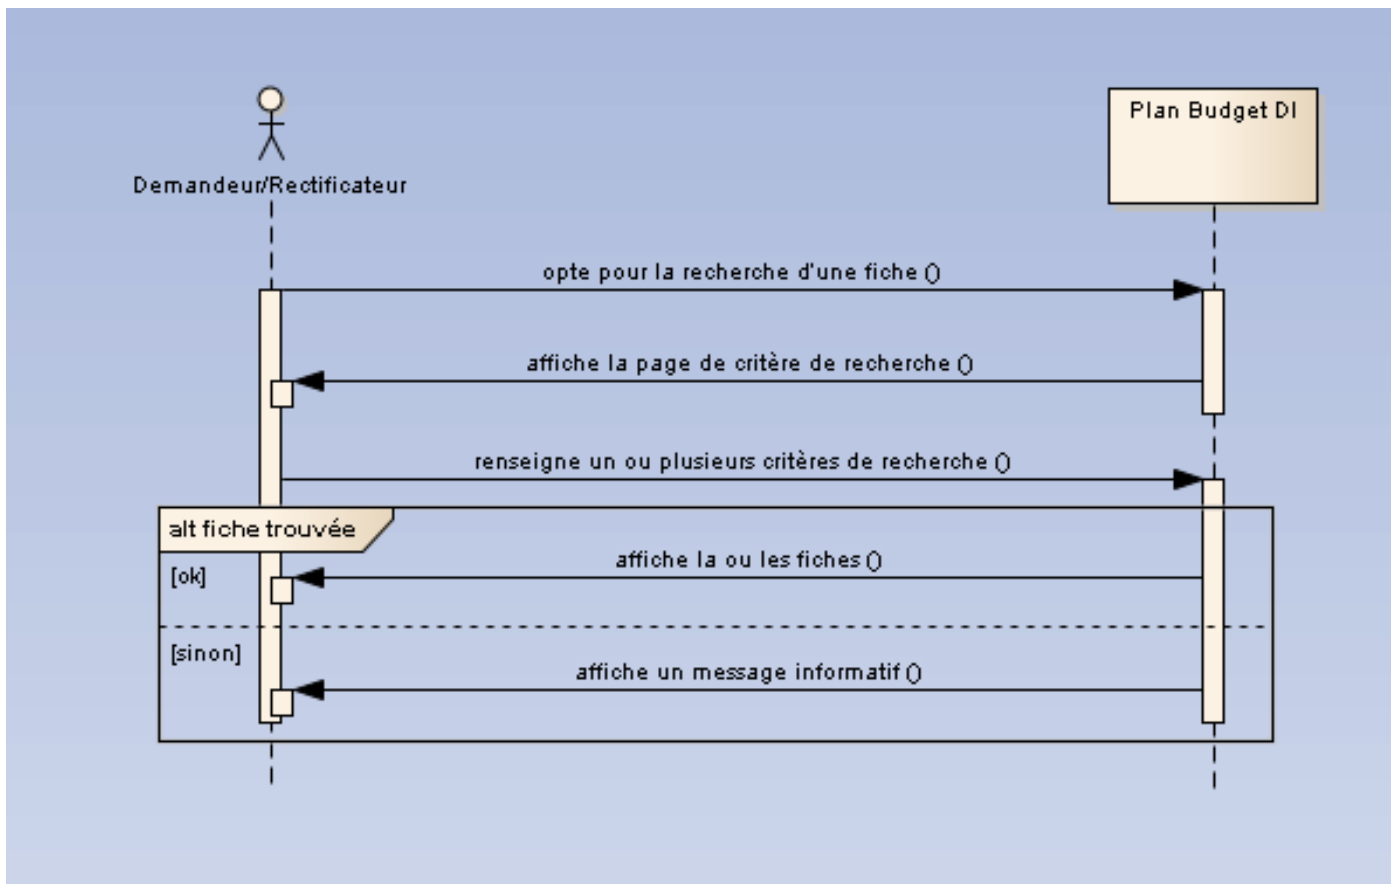 Plan Budget DI
Demandeur/Rectificateur
opte pour la recherche d'une fiche ()
affiche la page de critère de recherche ()
renseigne un ou plusieurs critères de recherche ()
alt fiche trouvée
affiche la ou les fiches ()
[ok]
[sinon]
affiche un message informatif ()